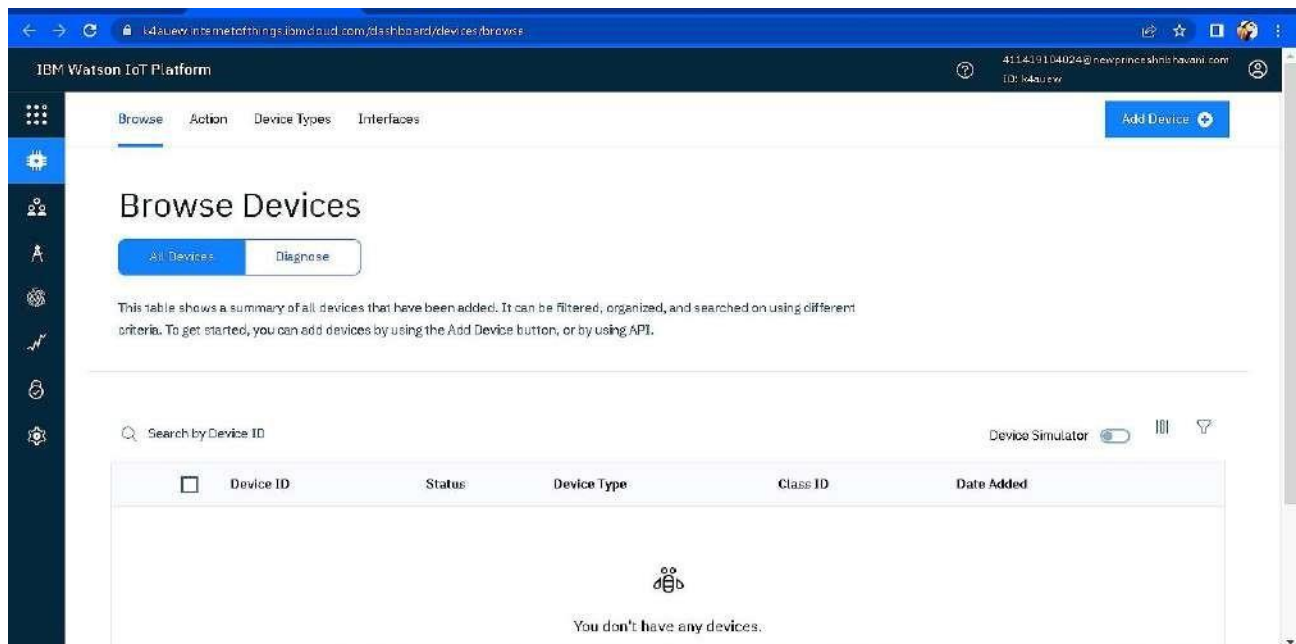 k4auew.internetofthings.ibmcloud.com/dashboard/devices/browse
IBM Watson IoT Platform
411419104024@newprinceshribhavani.com
ID: k4auew
Browse Action Device Types Interfaces
Add Device
Browse Devices
All Devices Diagnose
This table shows a summary of all devices that have been added. It can be filtered, organized, and searched on using different
criteria. To get started, you can add devices by using the Add Device button, or by using API.
Search by Device ID
Device Simulator
Device ID Status Device Type Class ID Date Added
You don't have any devices.